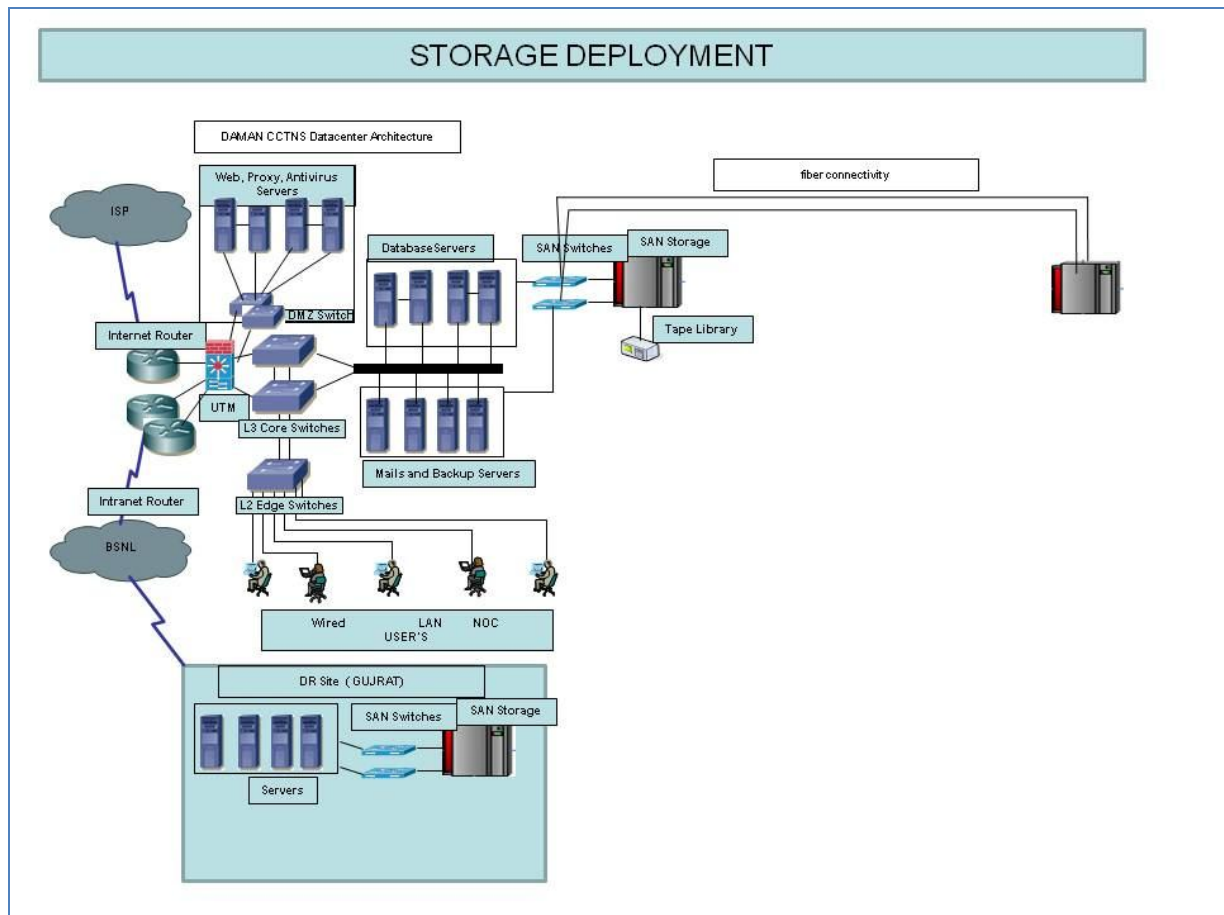 STORAGE DEPLOYMENT
DAMAN CCTNS Datacenter Architecture
fiber connectivity
Web, Proxy, Antivirus
Servers
ISP
DatabaseServers
SAN Switches
SAN Storage
DMZ Switch
Internet Router
Tape Library
UTM
L3 Core Switches
Mails and Backup Servers
Intranet Router
L2 Edge Switches
BSNL
Wired LAN NOC
USER'S
DR Site ( GUJRAT)
SAN Switches
SAN Storage
Servers